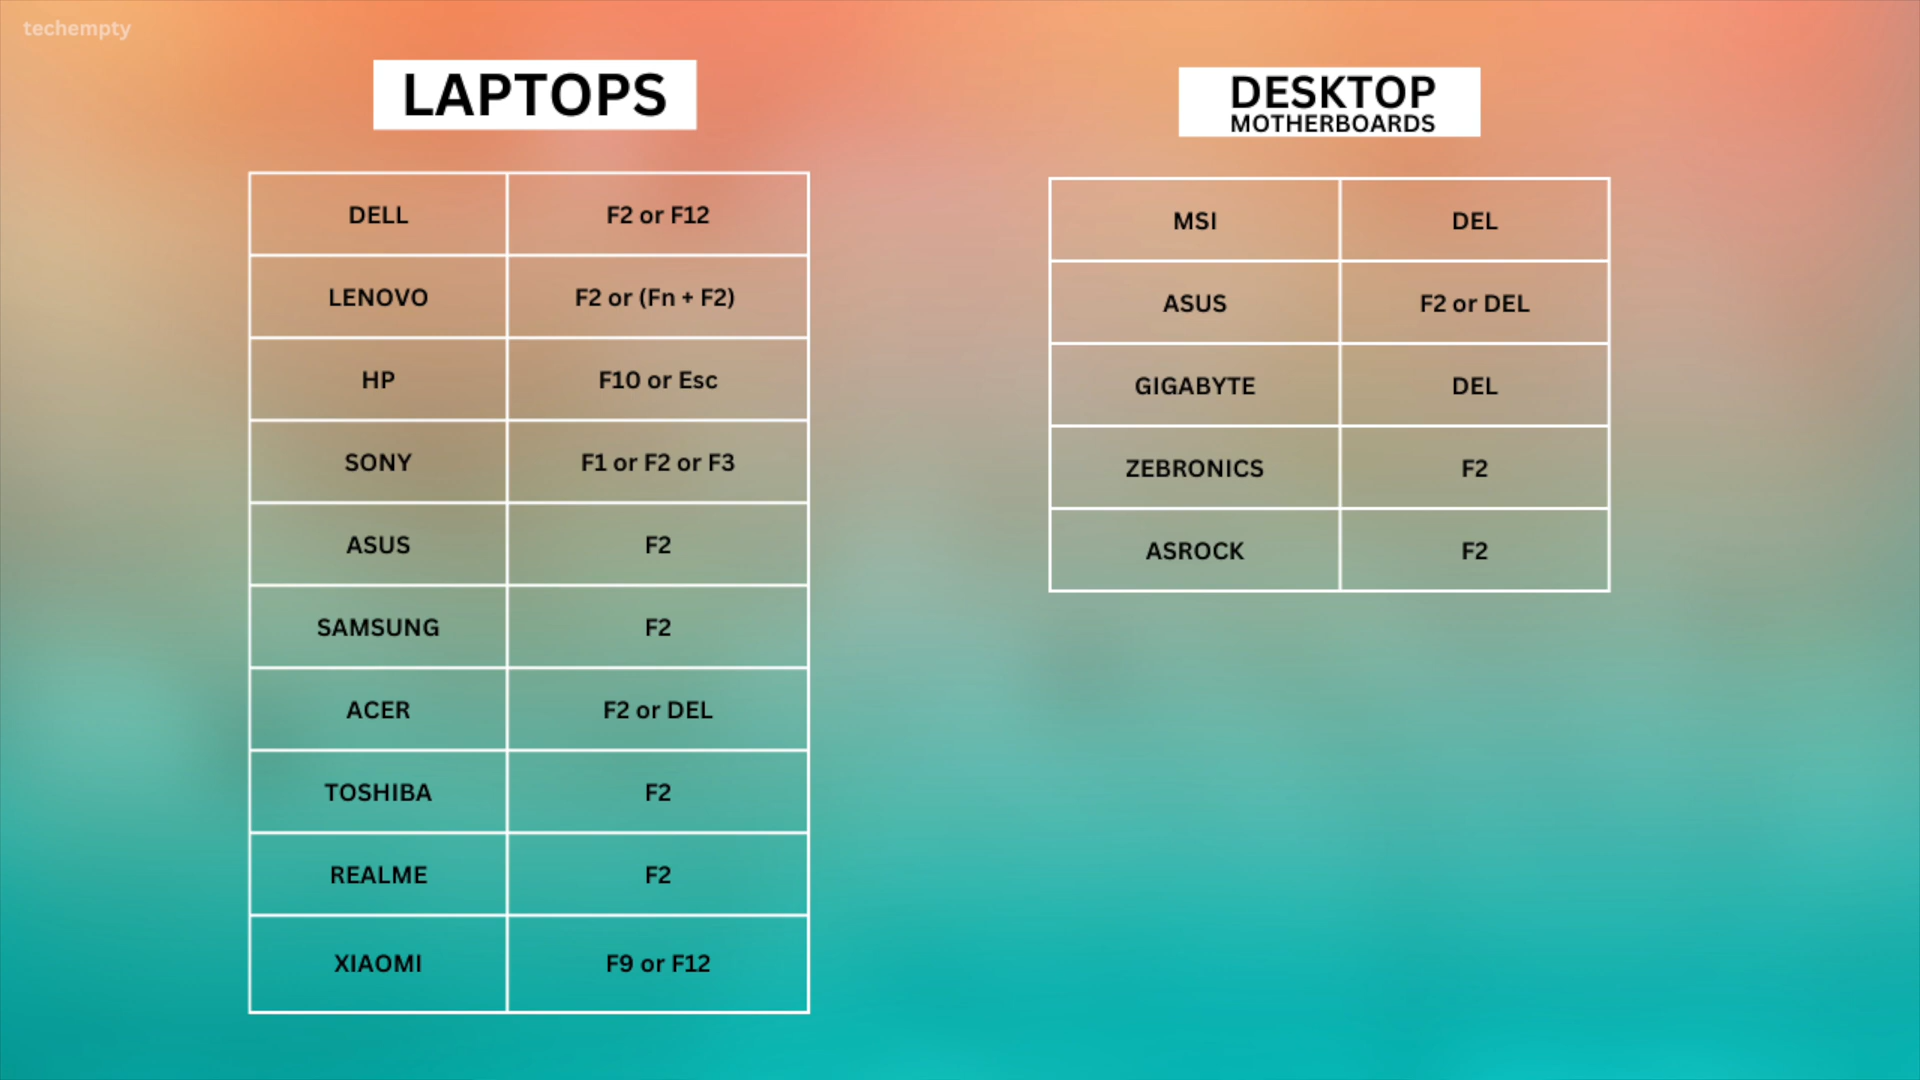 techempty
LAPTOPS
DELL F2 or F12
LENOVO F2 or (Fn + F2)
HP F10 or Esc
SONY F1 or F2 or F3
ASUS F2
SAMSUNG F2
ACER F2 or DEL
TOSHIBA F2
REALME F2
XIAOMI F9 or F12
DESKTOP
MOTHERBOARDS
MSI DEL
ASUS F2 or DEL
GIGABYTE DEL
ZEBRONICS F2
ASROCK F2